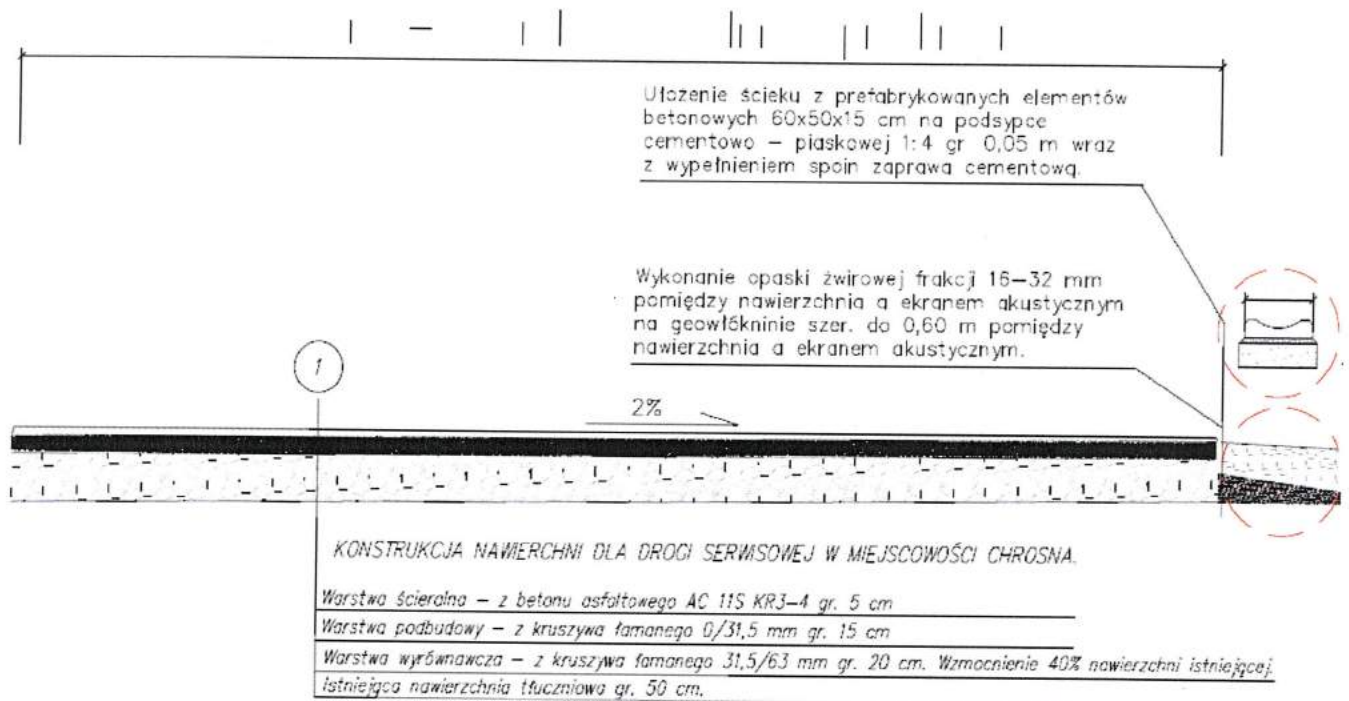 Ułożenie ścieku z prefabrykowanych elementów
betonowych 60x50x15 cm na podsypce
cementowo – piaskowej 1:4 gr 0,05 m wraz
z wypełnieniem spoin zaprawa cementową.
Wykonanie opaski żwirowej frakcji 16–32 mm
pomiędzy nawierzchnia a ekranem akustycznym
na geowłókninie szer. do 0,60 m pomiędzy
nawierzchnia a ekranem akustycznym.
1
2%
KONSTRUKCJA NAWIERCHNI DLA DROGI SERWISOWEJ W MIEJSCOWOŚCI CHROSNA.
Warstwa ścieralna – z betonu asfaltowego AC 11S KR3–4 gr. 5 cm
Warstwa podbudowy – z kruszywa łamanego 0/31,5 mm gr. 15 cm
Warstwa wyrównawcza – z kruszywa łamanego 31,5/63 mm gr. 20 cm. Wzmocnienie 40% nawierzchni istniejącej.
Istniejąca nawierzchnia tłuczniowa gr. 50 cm.